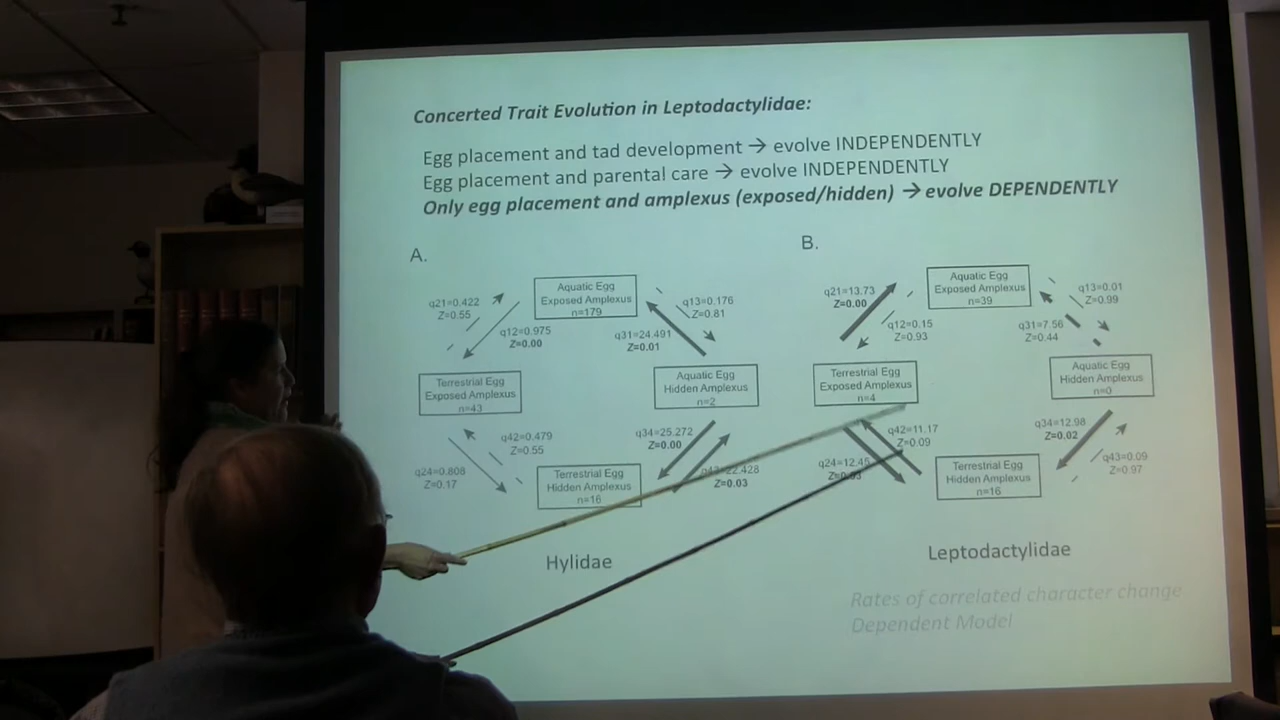 Concerted Trait Evolution in Leptodactylidae:
Egg placement and tad development → evolve INDEPENDENTLY
Egg placement and parental care → evolve INDEPENDENTLY
Only egg placement and amplexus (exposed/hidden) → evolve DEPENDENTLY
A.
Aquatic Egg
Exposed Amplexus
n=179
q21=0.422
Z=0.55
q12=0.975
Z=0.00
q13=0.176
Z=0.81
q31=24.491
Z=0.01
Terrestrial Egg
Exposed Amplexus
n=43
Aquatic Egg
Hidden Amplexus
n=2
q42=0.479
Z=0.55
q24=0.808
Z=0.17
q34=25.272
Z=0.00
22.428
Z=0.03
Terrestrial Egg
Hidden Amplexus
n=16
Hylidae
B.
Aquatic Egg
Exposed Amplexus
n=39
q21=13.73
Z=0.00
q12=0.15
Z=0.93
q13=0.01
Z=0.99
q31=7.56
Z=0.44
Terrestrial Egg
Exposed Amplexus
n=4
Aquatic Egg
Hidden Amplexus
n=0
q42=11.17
Z=0.09
q24=12.45
q34=12.98
Z=0.02
q43=0.09
Z=0.97
Terrestrial Egg
Hidden Amplexus
n=16
Leptodactylidae
Rates of correlated character change
Dependent Model